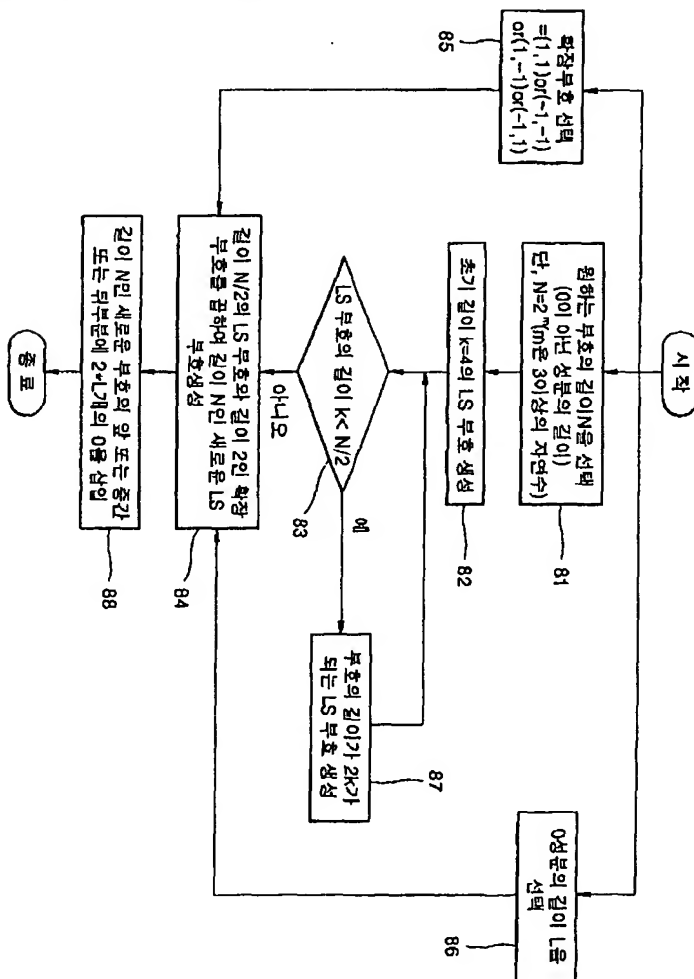 시 작
원하는 부호의 길이N을 선택
(0이 아닌 성분의 길이)
단, N=2^m(m은 3이상의 자연수)
81
확장부호 선택
=(1,1)or(-1,-1)
or(1,-1)or(-1,1)
85
0성분의 길이 L을
선택
86
초기 길이 k=4의 LS 부호 생성
82
LS 부호의 길이 k< N/2
83
예
아니요
부호의 길이가 2k가
되는 LS 부호 생성
87
길이 N/2의 LS 부호와 길이 2인 확장
부호를 곱하여 길이 N인 새로운 LS
부호생성
84
길이 N인 새로운 부호의 앞 또는 중간
또는 뒤부분에 2*L개의 0을 삽입
88
종료